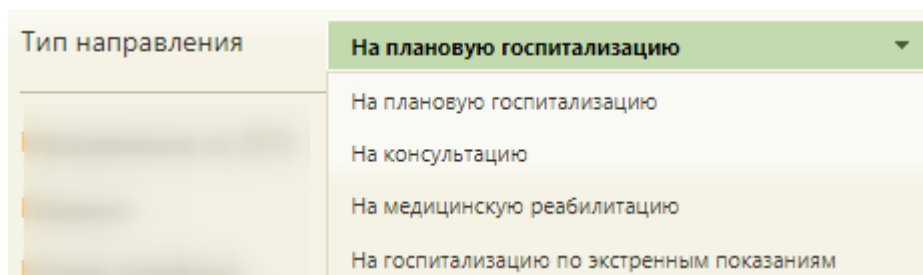 Тип направления
На плановую госпитализацию
На плановую госпитализацию
На консультацию
На медицинскую реабилитацию
На госпитализацию по экстренным показаниям